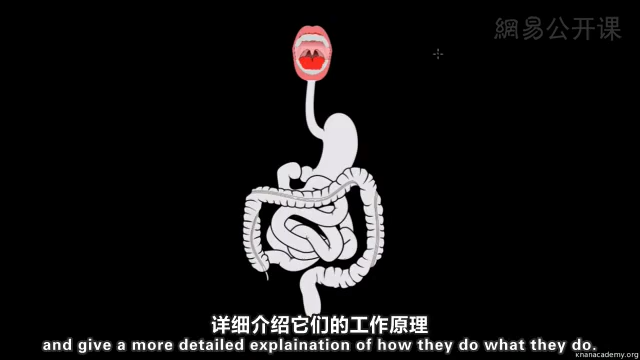 網易公开课
详细介绍它们的工作原理
and give a more detailed explaination of how they do what they do.
кhanacademy.org